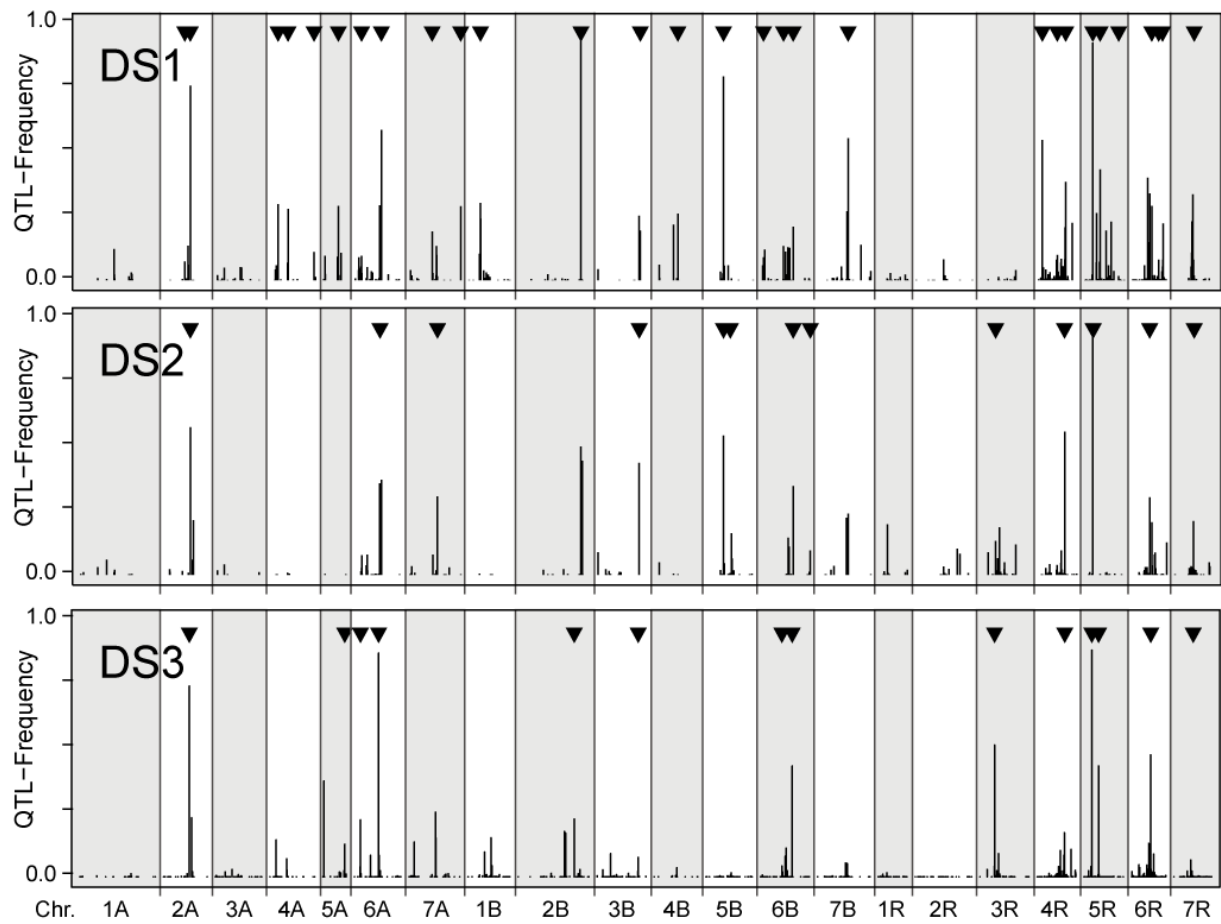 1.0
DS1
QTL−Frequency
0.0
1.0
DS2
QTL−Frequency
0.0
1.0
DS3
QTL−Frequency
0.0
Chr. 1A 2A 3A 4A 5A 6A 7A 1B 2B 3B 4B 5B 6B 7B 1R 2R 3R 4R 5R 6R 7R